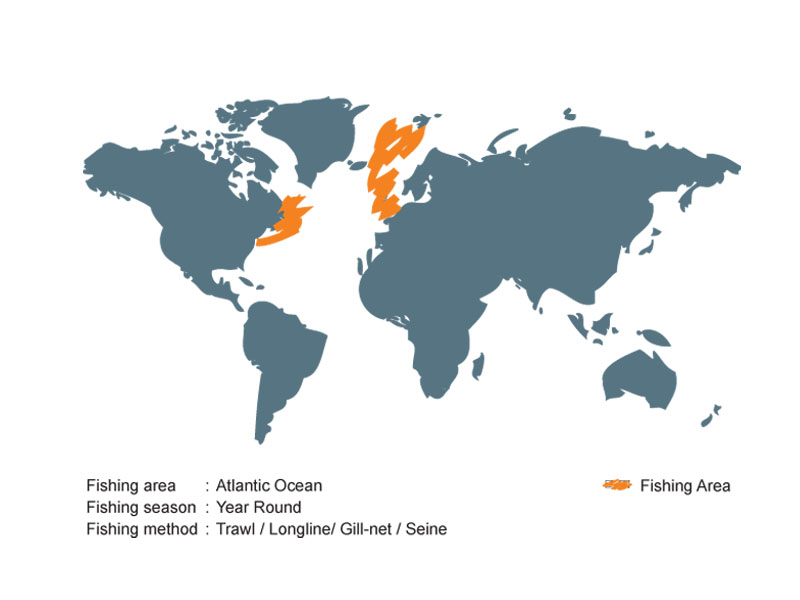 Fishing area : Atlantic Ocean
Fishing season : Year Round
Fishing method : Trawl / Longline/ Gill-net / Seine
Fishing Area